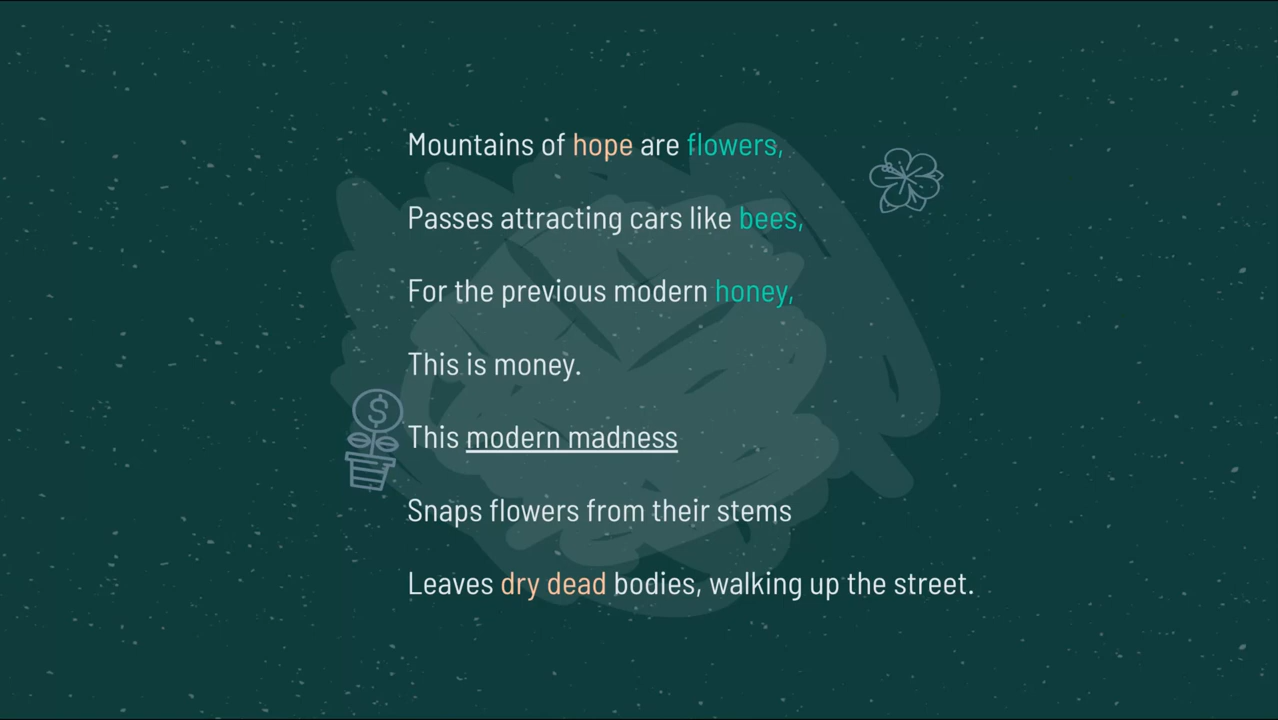 Mountains of hope are flowers,
Passes attracting cars like bees,
For the previous modern honey,
This is money.
This modern madness
Snaps flowers from their stems
Leaves dry dead bodies, walking up the street.